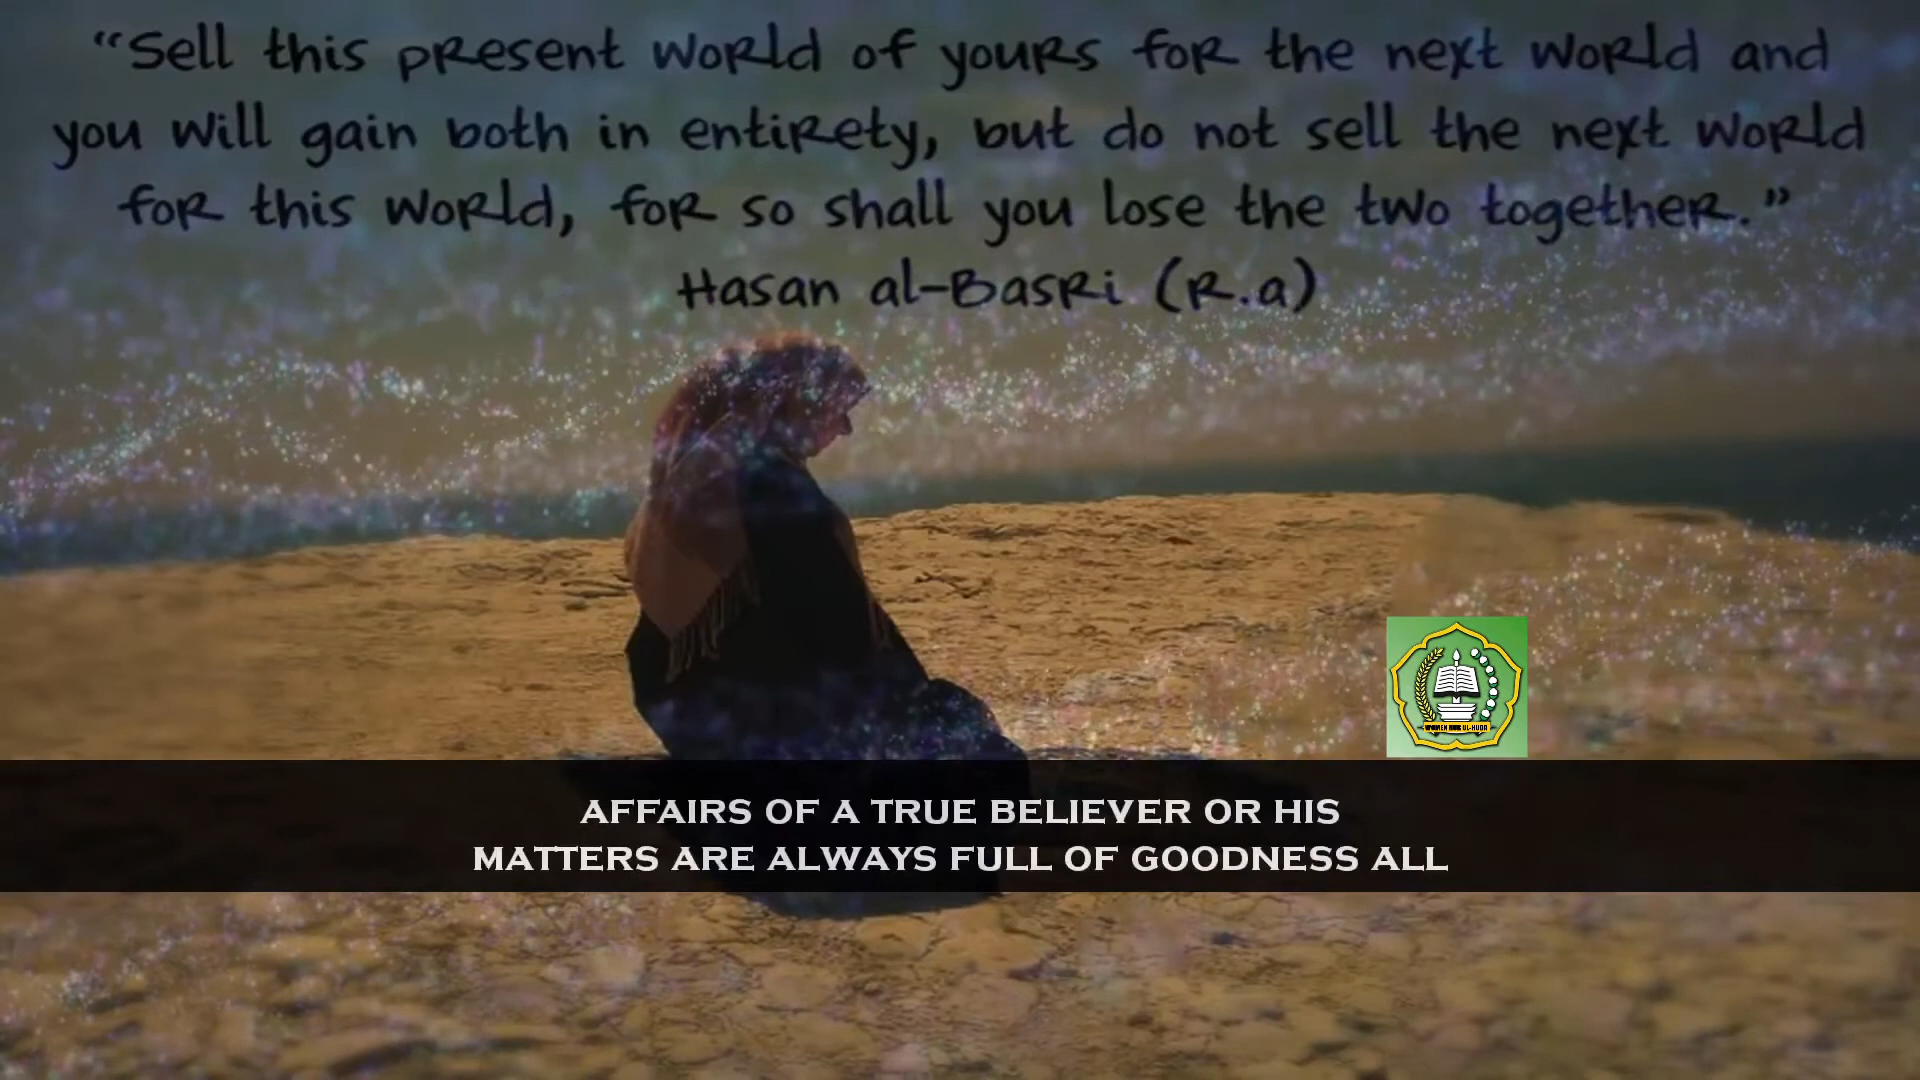 “Sell this present world of yours for the next world and
you will gain both in entirety, but do not sell the next world
for this world, for so shall you lose the two together.”
Hasan al-Basri (R.a)
AFFAIRS OF A TRUE BELIEVER OR HIS
MATTERS ARE ALWAYS FULL OF GOODNESS ALL